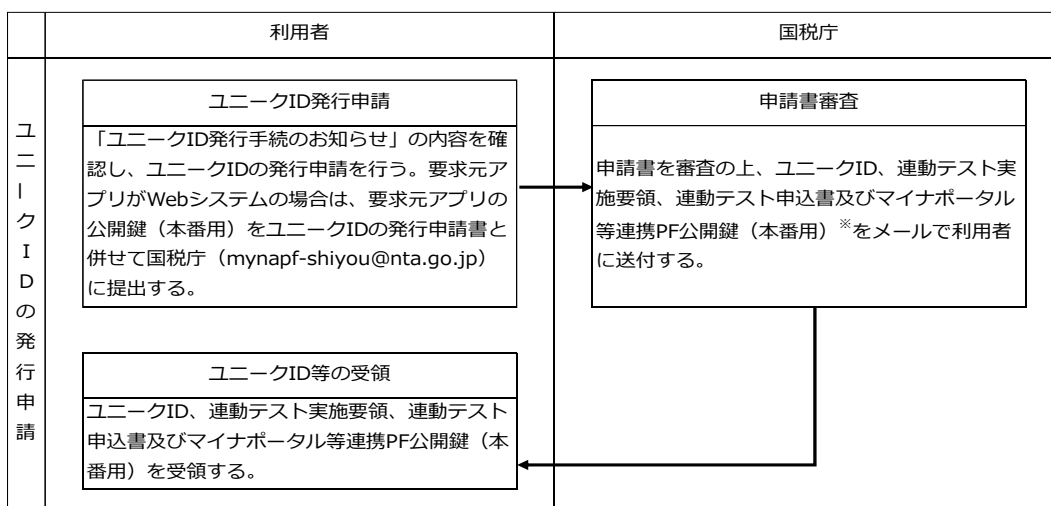 利用者
国税庁
ユニークIDの発行申請
ユニークID発行申請
「ユニークID発行手続のお知らせ」の内容を確
認し、ユニークIDの発行申請を行う。要求元ア
プリがWebシステムの場合は、要求元アプリの
公開鍵（本番用）をユニークIDの発行申請書と
併せて国税庁（mynapf-shiyou@nta.go.jp）
に提出する。
申請書審査
申請書を審査の上、ユニークID、連動テスト実
施要領、連動テスト申込書及びマイナポータル
等連携PF公開鍵（本番用）※をメールで利用者
に送付する。
ユニークID等の受領
ユニークID、連動テスト実施要領、連動テスト
申込書及びマイナポータル等連携PF公開鍵（本
番用）を受領する。